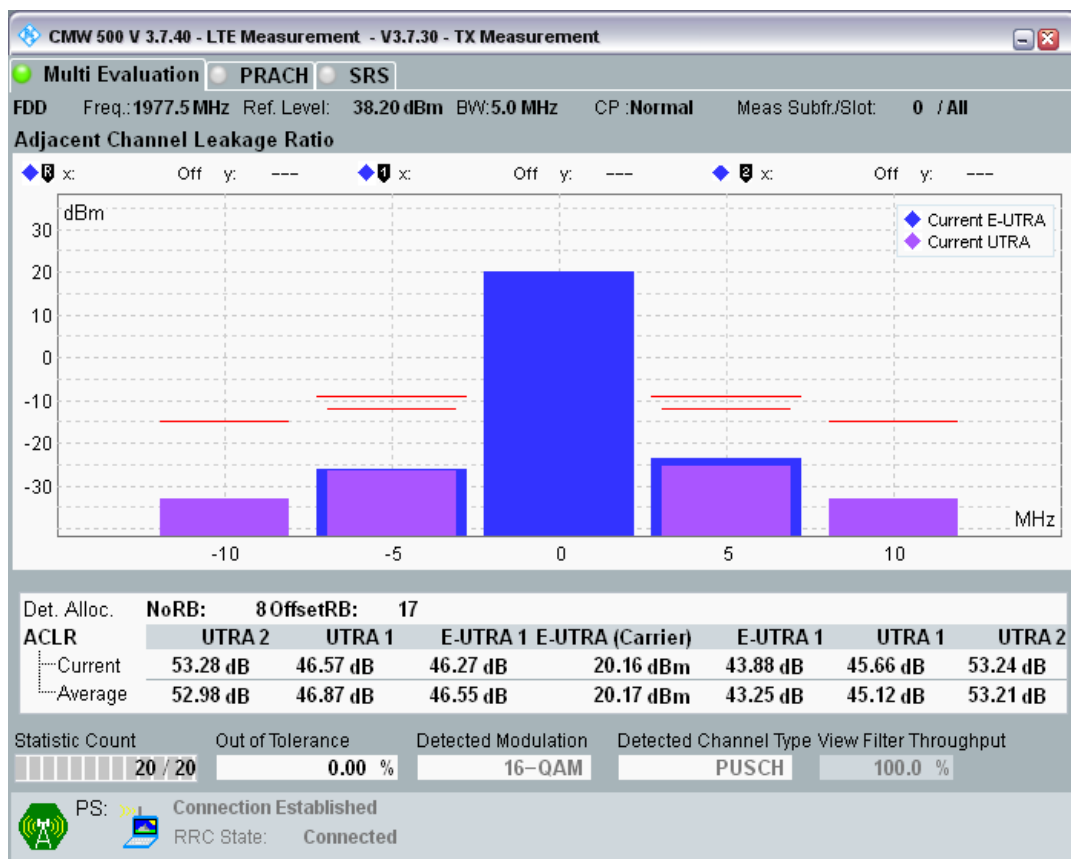 CMW 500 V 3.7.40 - LTE Measurement - V3.7.30 - TX Measurement
Multi Evaluation PRACH SRS
FDD Freq.: 1977.5 MHz Ref. Level: 38.20 dBm BW: 5.0 MHz CP : Normal Meas Subfr./Slot: 0 / All
Adjacent Channel Leakage Ratio
R x: Off y: --- 1 x: Off y: --- 2 x: Off y: ---
dBm
Current E-UTRA
Current UTRA
30
20
10
0
-10
-20
-30
MHz
-10 -5 0 5 10
Det. Alloc. NoRB: 8 OffsetRB: 17
ACLR UTRA 2 UTRA 1 E-UTRA 1 E-UTRA (Carrier) E-UTRA 1 UTRA 1 UTRA 2
Current 53.28 dB 46.57 dB 46.27 dB 20.16 dBm 43.88 dB 45.66 dB 53.24 dB
Average 52.98 dB 46.87 dB 46.55 dB 20.17 dBm 43.25 dB 45.12 dB 53.21 dB
Statistic Count Out of Tolerance Detected Modulation Detected Channel Type View Filter Throughput
20 / 20 0.00 % 16-QAM PUSCH 100.0 %
PS: Connection Established
RRC State: Connected